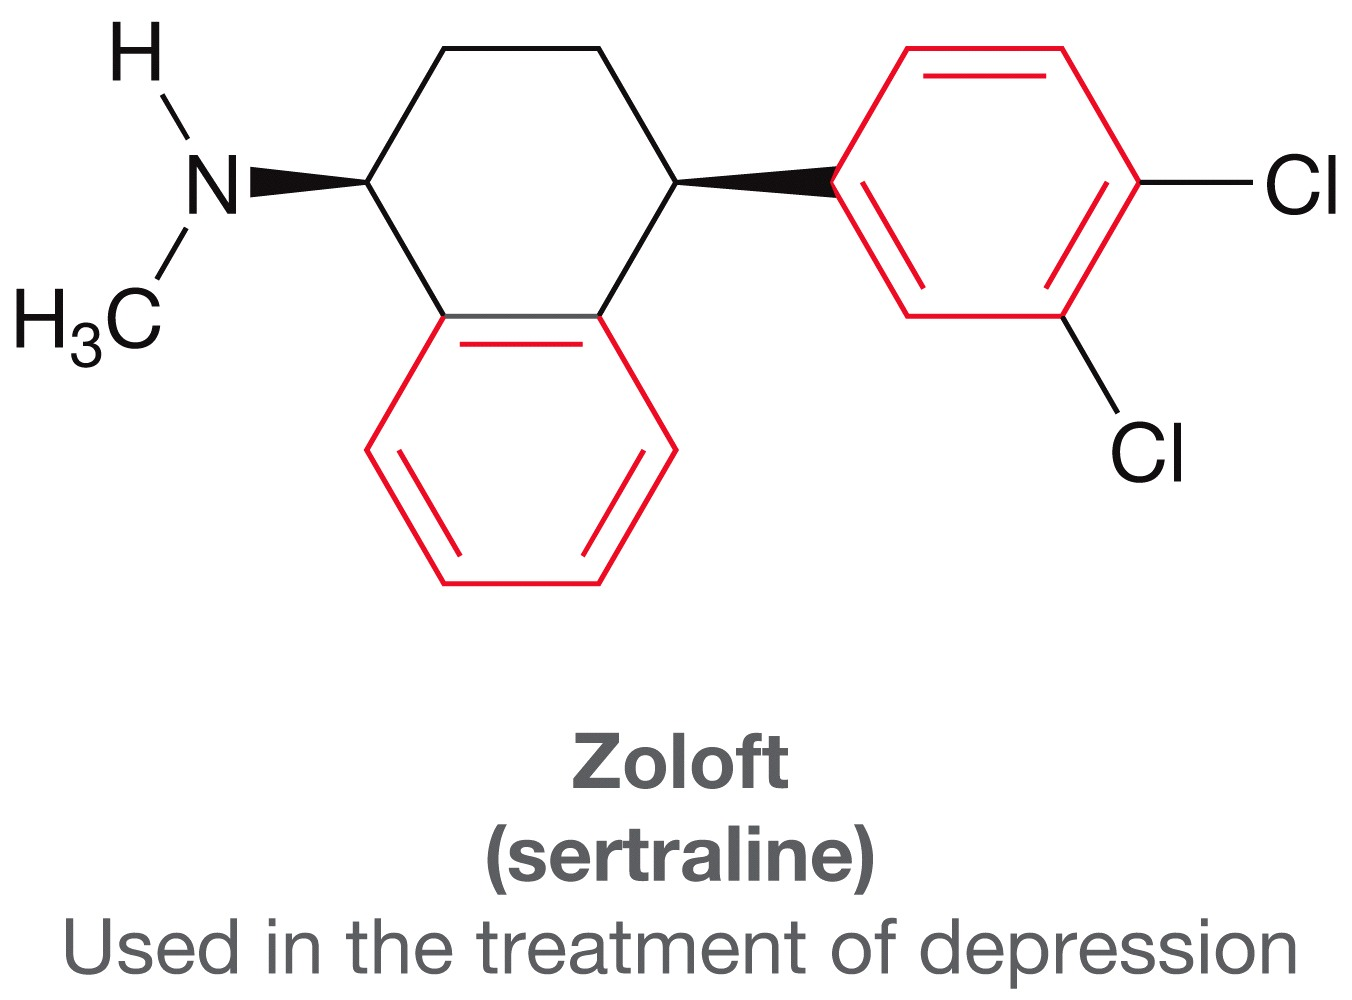 H
N
H3C
Cl
Cl
Zoloft
(sertraline)
Used in the treatment of depression